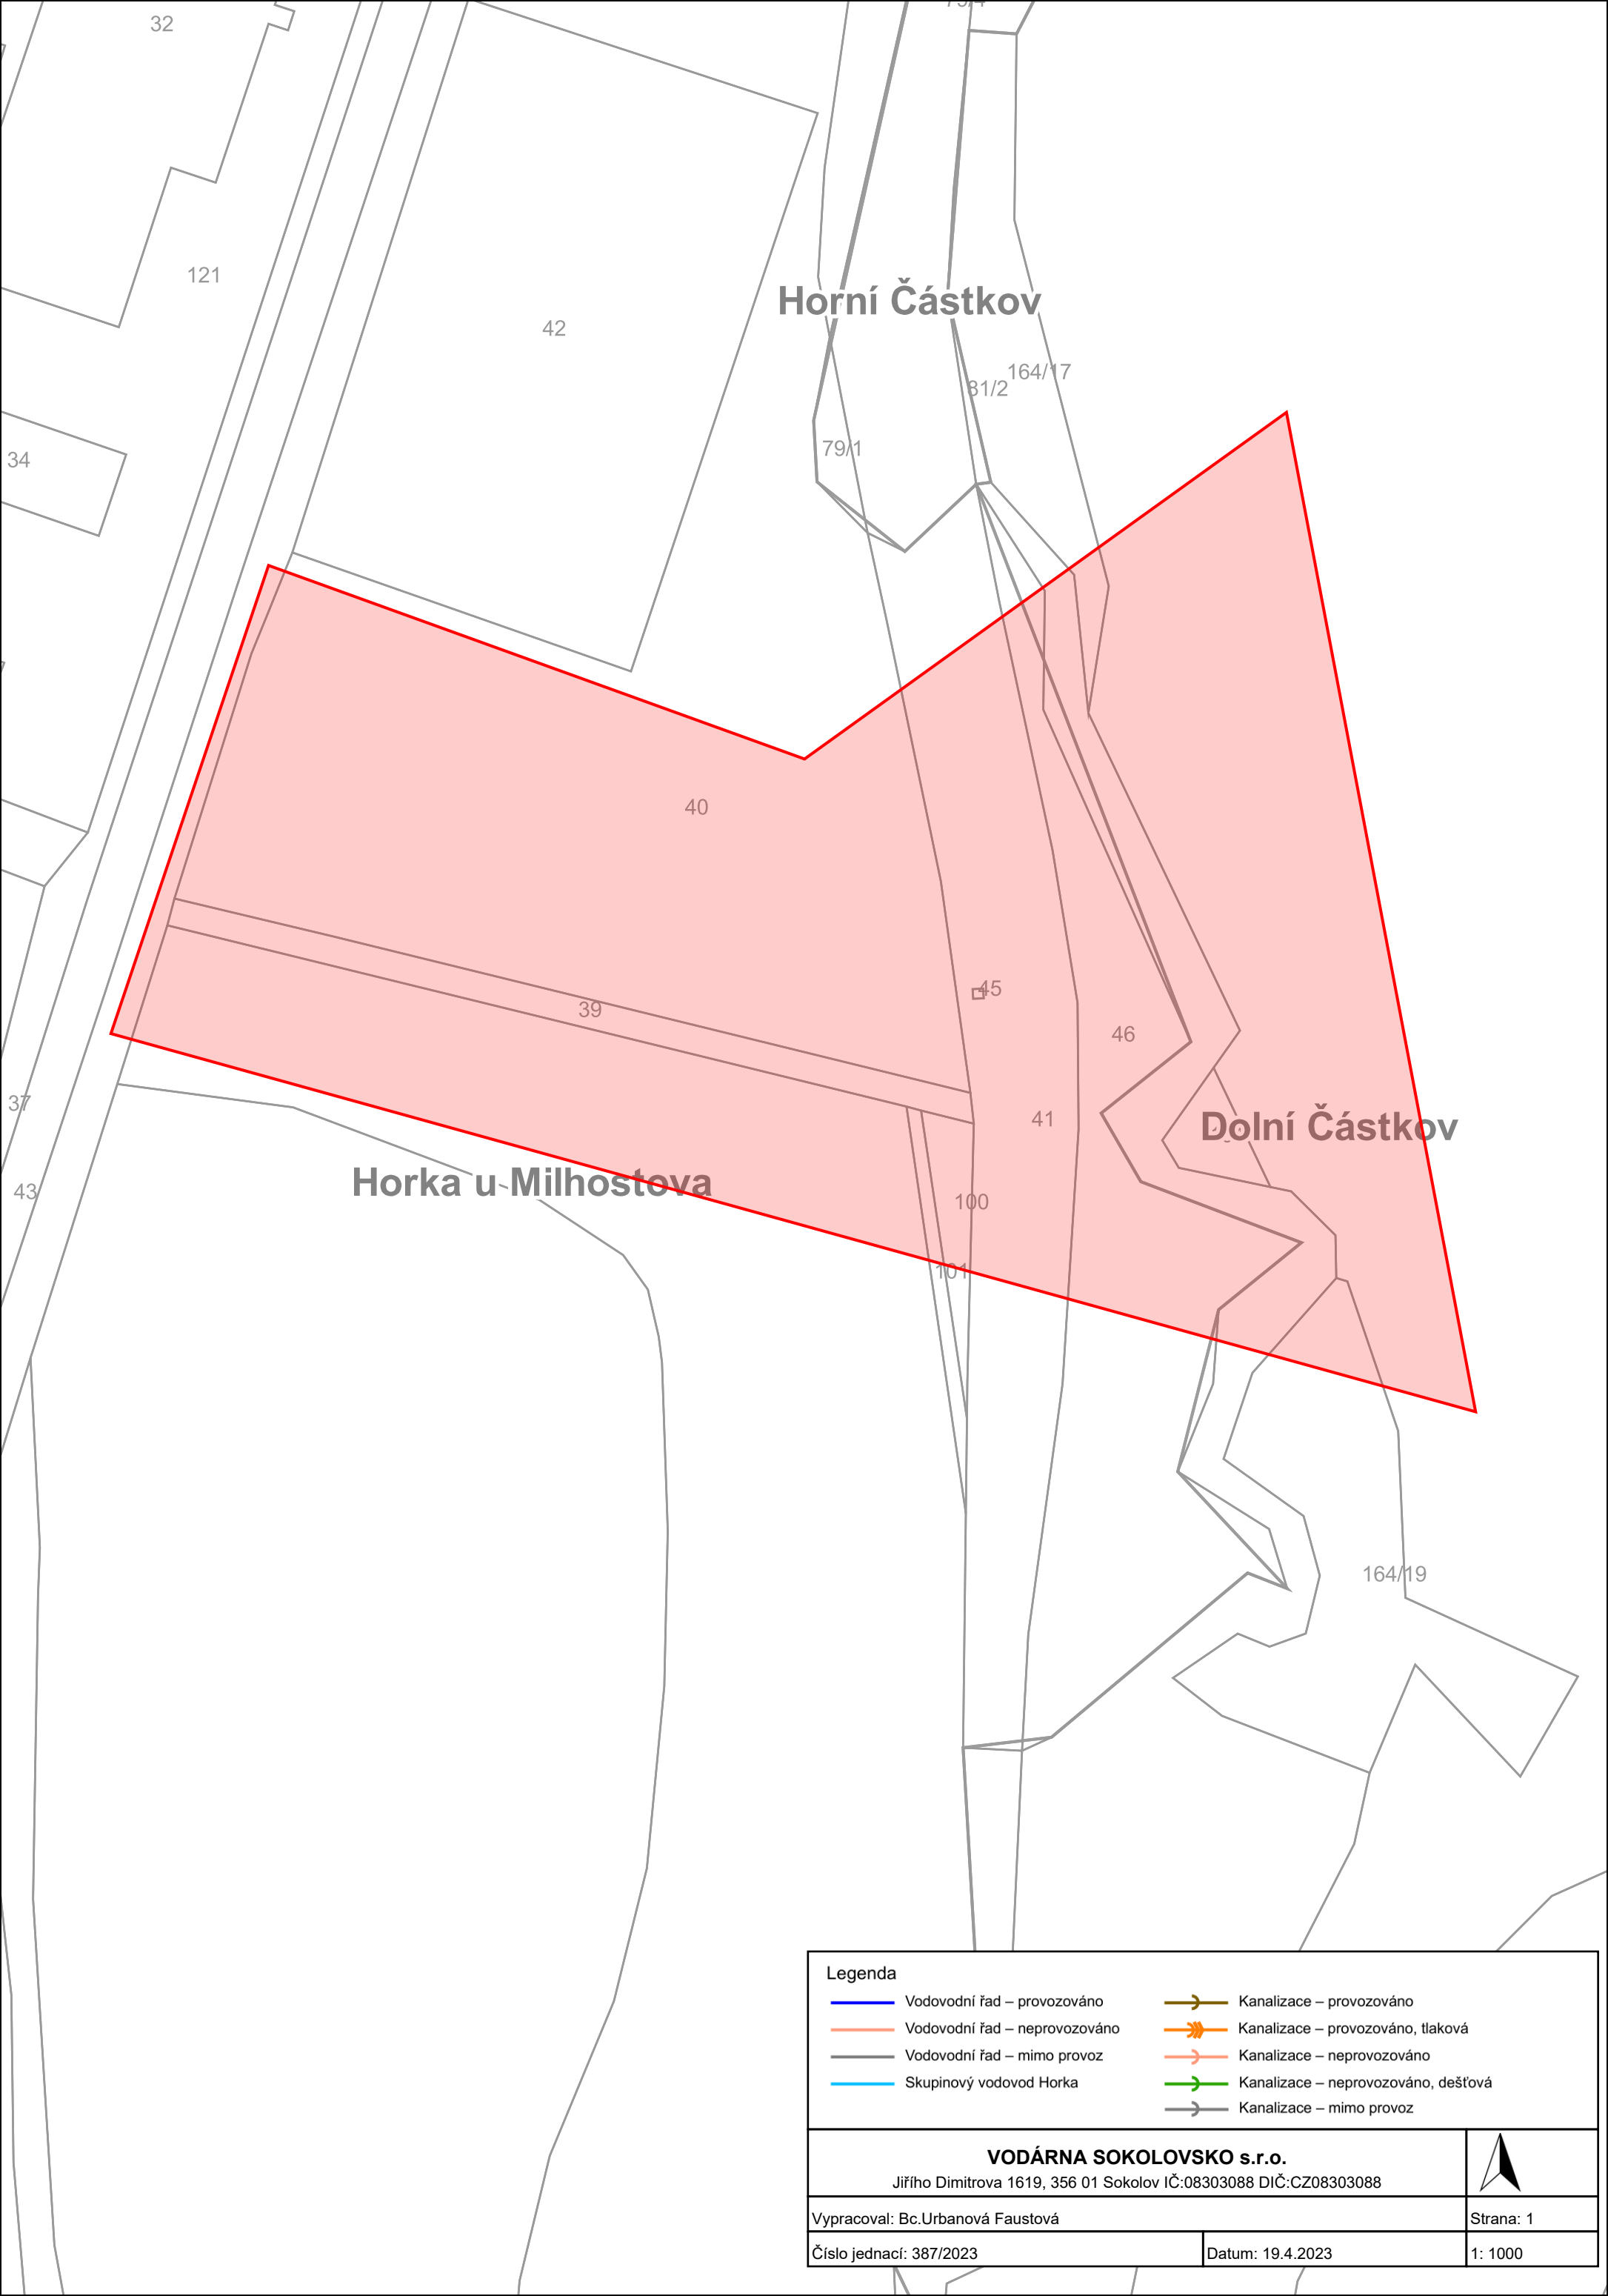 32
121
42
Horní Částkov
164/17
81/2
79/1
34
40
45
39
46
37
41
Dolní Částkov
43
Horka u Milhostova
100
101
164/19
Legenda
Vodovodní řad – provozováno
Vodovodní řad – neprovozováno
Vodovodní řad – mimo provoz
Skupinový vodovod Horka
Kanalizace – provozováno
Kanalizace – provozováno, tlaková
Kanalizace – neprovozováno
Kanalizace – neprovozováno, dešťová
Kanalizace – mimo provoz
VODÁRNA SOKOLOVSKO s.r.o.
Jiřího Dimitrova 1619, 356 01 Sokolov IČ:08303088 DIČ:CZ08303088
Vypracoval: Bc.Urbanová Faustová
Strana: 1
Číslo jednací: 387/2023
Datum: 19.4.2023
1: 1000